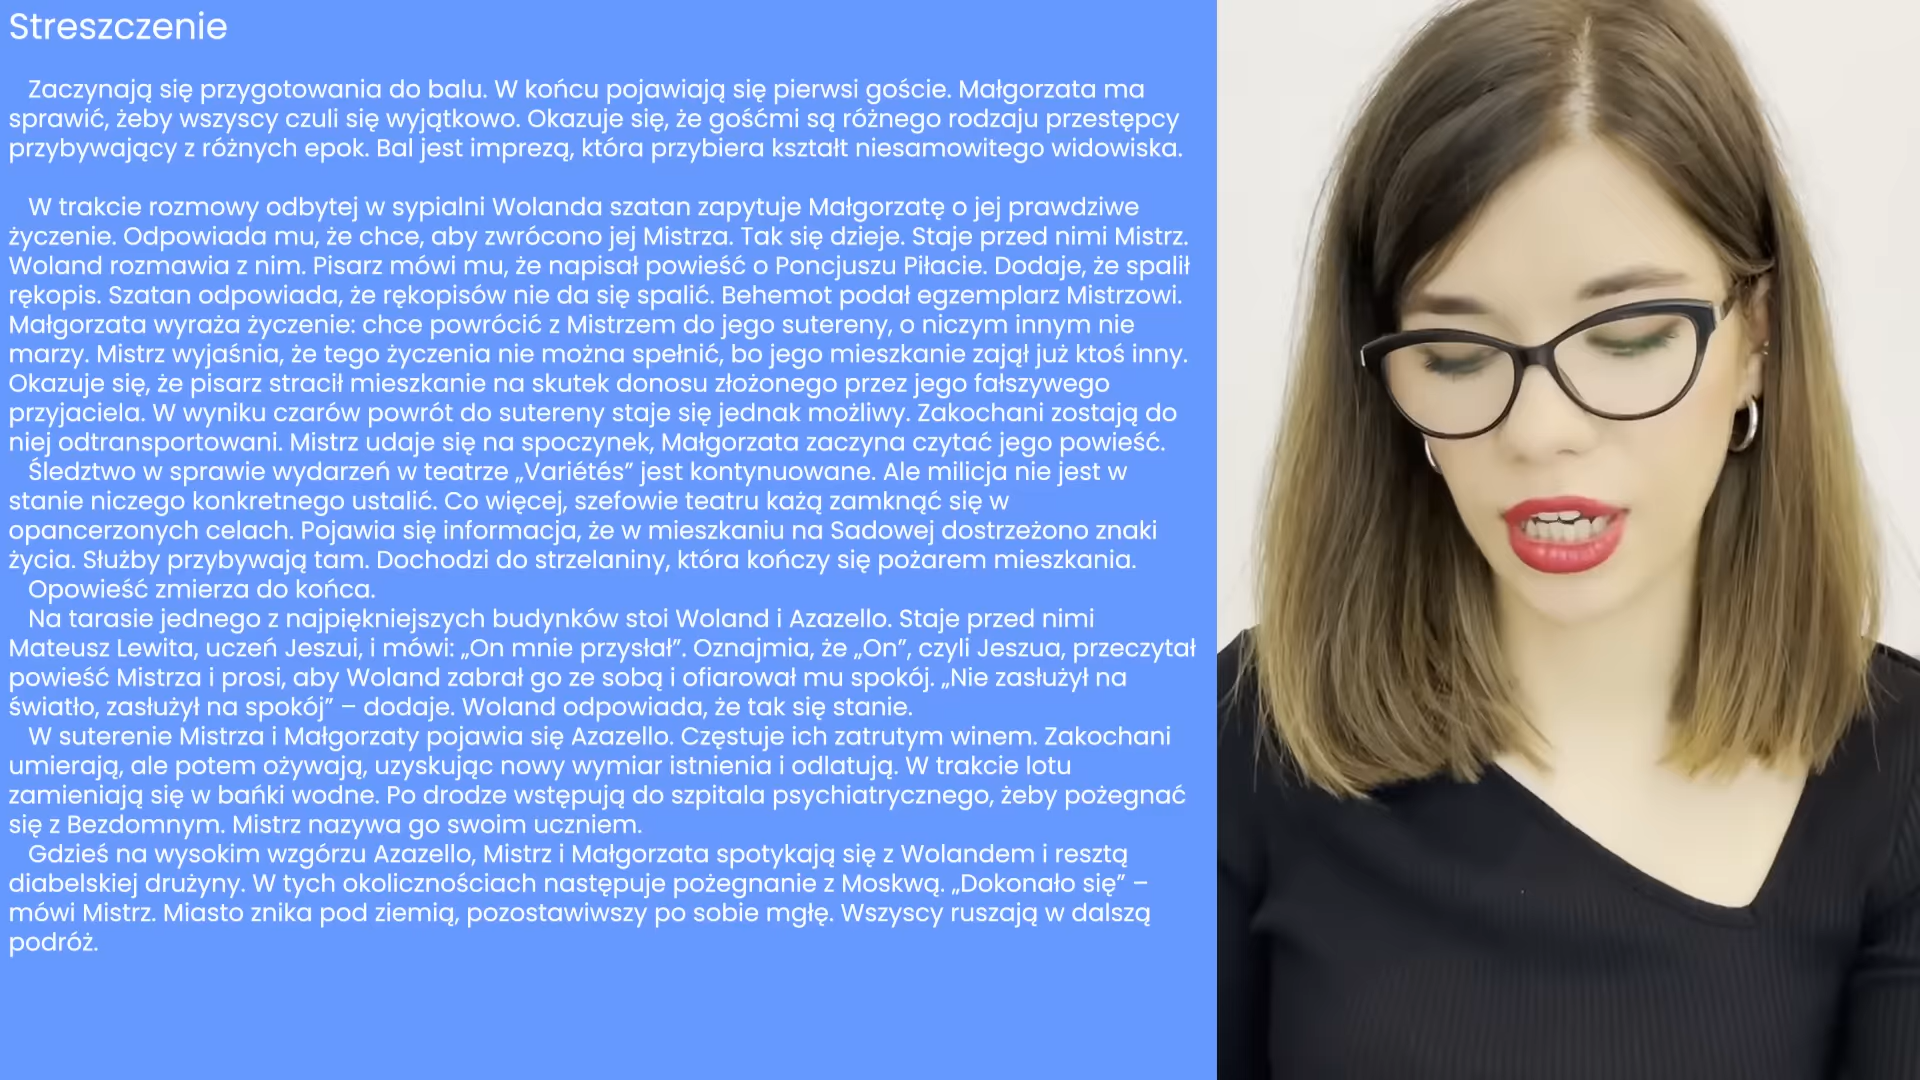 Streszczenie
Zaczynają się przygotowania do balu. W końcu pojawiają się pierwsi goście. Małgorzata ma
sprawić, żeby wszyscy czuli się wyjątkowo. Okazuje się, że gośćmi są różnego rodzaju przestępcy
przybywający z różnych epok. Bal jest imprezą, która przybiera kształt niesamowitego widowiska.
W trakcie rozmowy odbytej w sypialni Wolanda szatan zapytuje Małgorzatę o jej prawdziwe
życzenie. Odpowiada mu, że chce, aby zwrócono jej Mistrza. Tak się dzieje. Staje przed nimi Mistrz.
Woland rozmawia z nim. Pisarz mówi mu, że napisał powieść o Poncjuszu Piłacie. Dodaje, że spalił
rękopis. Szatan odpowiada, że rękopisów nie da się spalić. Behemot podał egzemplarz Mistrzowi.
Małgorzata wyraża życzenie: chce powrócić z Mistrzem do jego sutereny, o niczym innym nie
marzy. Mistrz wyjaśnia, że tego życzenia nie można spełnić, bo jego mieszkanie zajął już ktoś inny.
Okazuje się, że pisarz stracił mieszkanie na skutek donosu złożonego przez jego fałszywego
przyjaciela. W wyniku czarów powrót do sutereny staje się jednak możliwy. Zakochani zostają do
niej odtransportowani. Mistrz udaje się na spoczynek, Małgorzata zaczyna czytać jego powieść.
Śledztwo w sprawie wydarzeń w teatrze „Variétés” jest kontynuowane. Ale milicja nie jest w
stanie niczego konkretnego ustalić. Co więcej, szefowie teatru każą zamknąć się w
opancerzonych celach. Pojawia się informacja, że w mieszkaniu na Sadowej dostrzeżono znaki
życia. Służby przybywają tam. Dochodzi do strzelaniny, która kończy się pożarem mieszkania.
Opowieść zmierza do końca.
Na tarasie jednego z najpiękniejszych budynków stoi Woland i Azazello. Staje przed nimi
Mateusz Lewita, uczeń Jeszui, i mówi: „On mnie przysłał”. Oznajmia, że „On”, czyli Jeszua, przeczytał
powieść Mistrza i prosi, aby Woland zabrał go ze sobą i ofiarował mu spokój. „Nie zasłużył na
światło, zasłużył na spokój” – dodaje. Woland odpowiada, że tak się stanie.
W suterenie Mistrza i Małgorzaty pojawia się Azazello. Częstuje ich zatrutym winem. Zakochani
umierają, ale potem ożywają, uzyskując nowy wymiar istnienia i odlatują. W trakcie lotu
zamieniają się w bańki wodne. Po drodze wstępują do szpitala psychiatrycznego, żeby pożegnać
się z Bezdomnym. Mistrz nazywa go swoim uczniem.
Gdzieś na wysokim wzgórzu Azazello, Mistrz i Małgorzata spotykają się z Wolandem i resztą
diabelskiej drużyny. W tych okolicznościach następuje pożegnanie z Moskwą. „Dokonało się” –
mówi Mistrz. Miasto znika pod ziemią, pozostawiwszy po sobie mgłę. Wszyscy ruszają w dalszą
podróż.